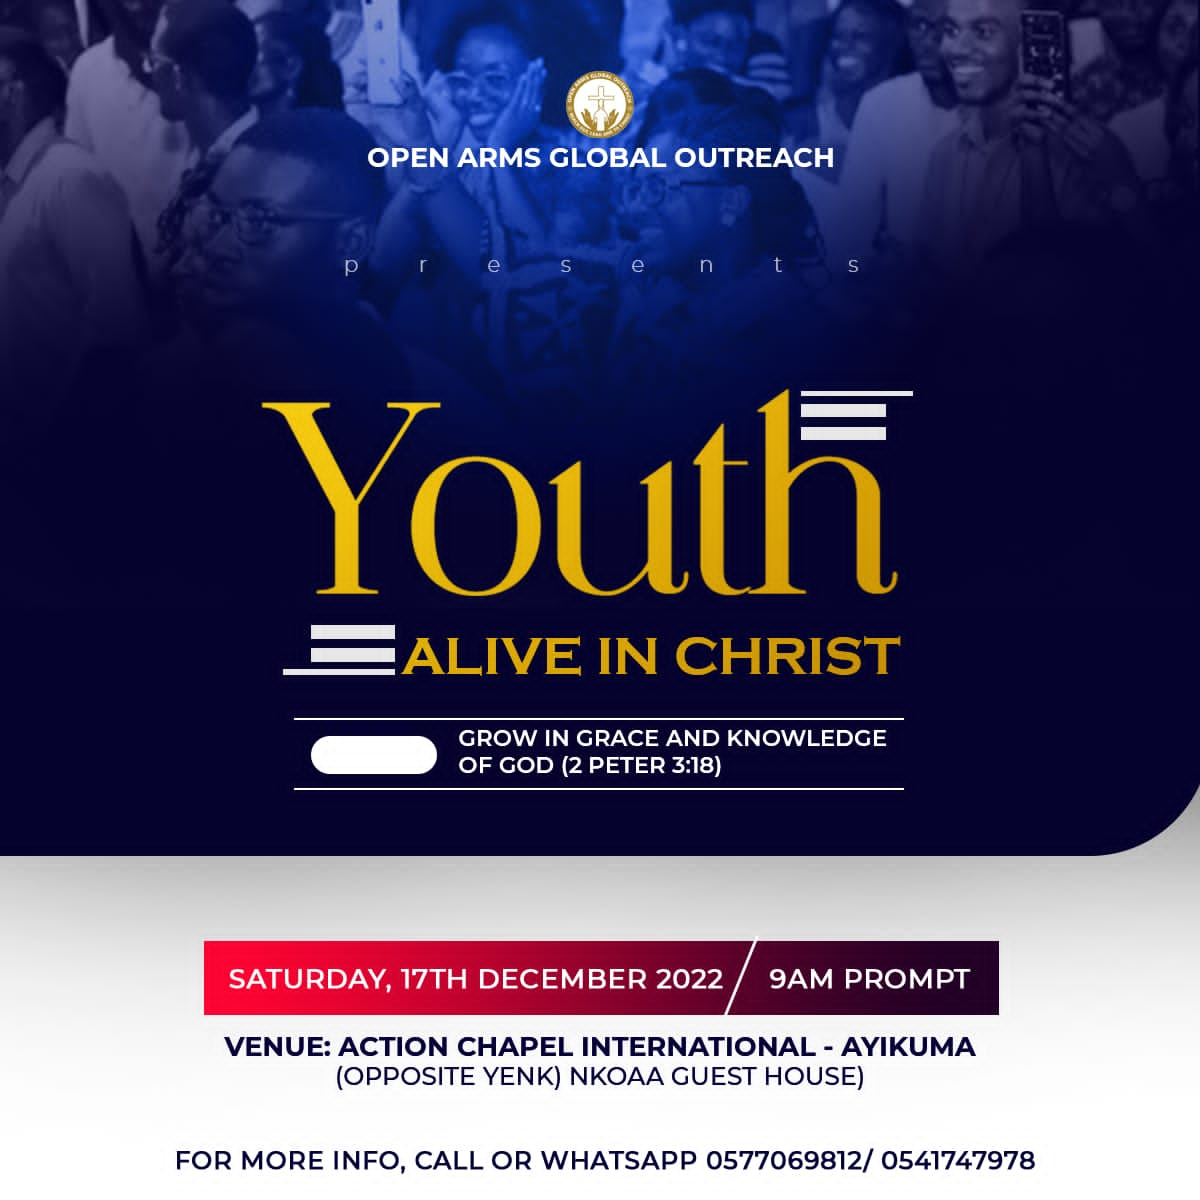 OPEN ARMS GLOBAL OUTREACH
presents
Youth
ALIVE IN CHRIST
GROW IN GRACE AND KNOWLEDGE
OF GOD (2 PETER 3:18)
SATURDAY, 17TH DECEMBER 2022 / 9AM PROMPT
VENUE: ACTION CHAPEL INTERNATIONAL - AYIKUMA
(OPPOSITE YENK) NKOAA GUEST HOUSE)
FOR MORE INFO, CALL OR WHATSAPP 0577069812/ 0541747978